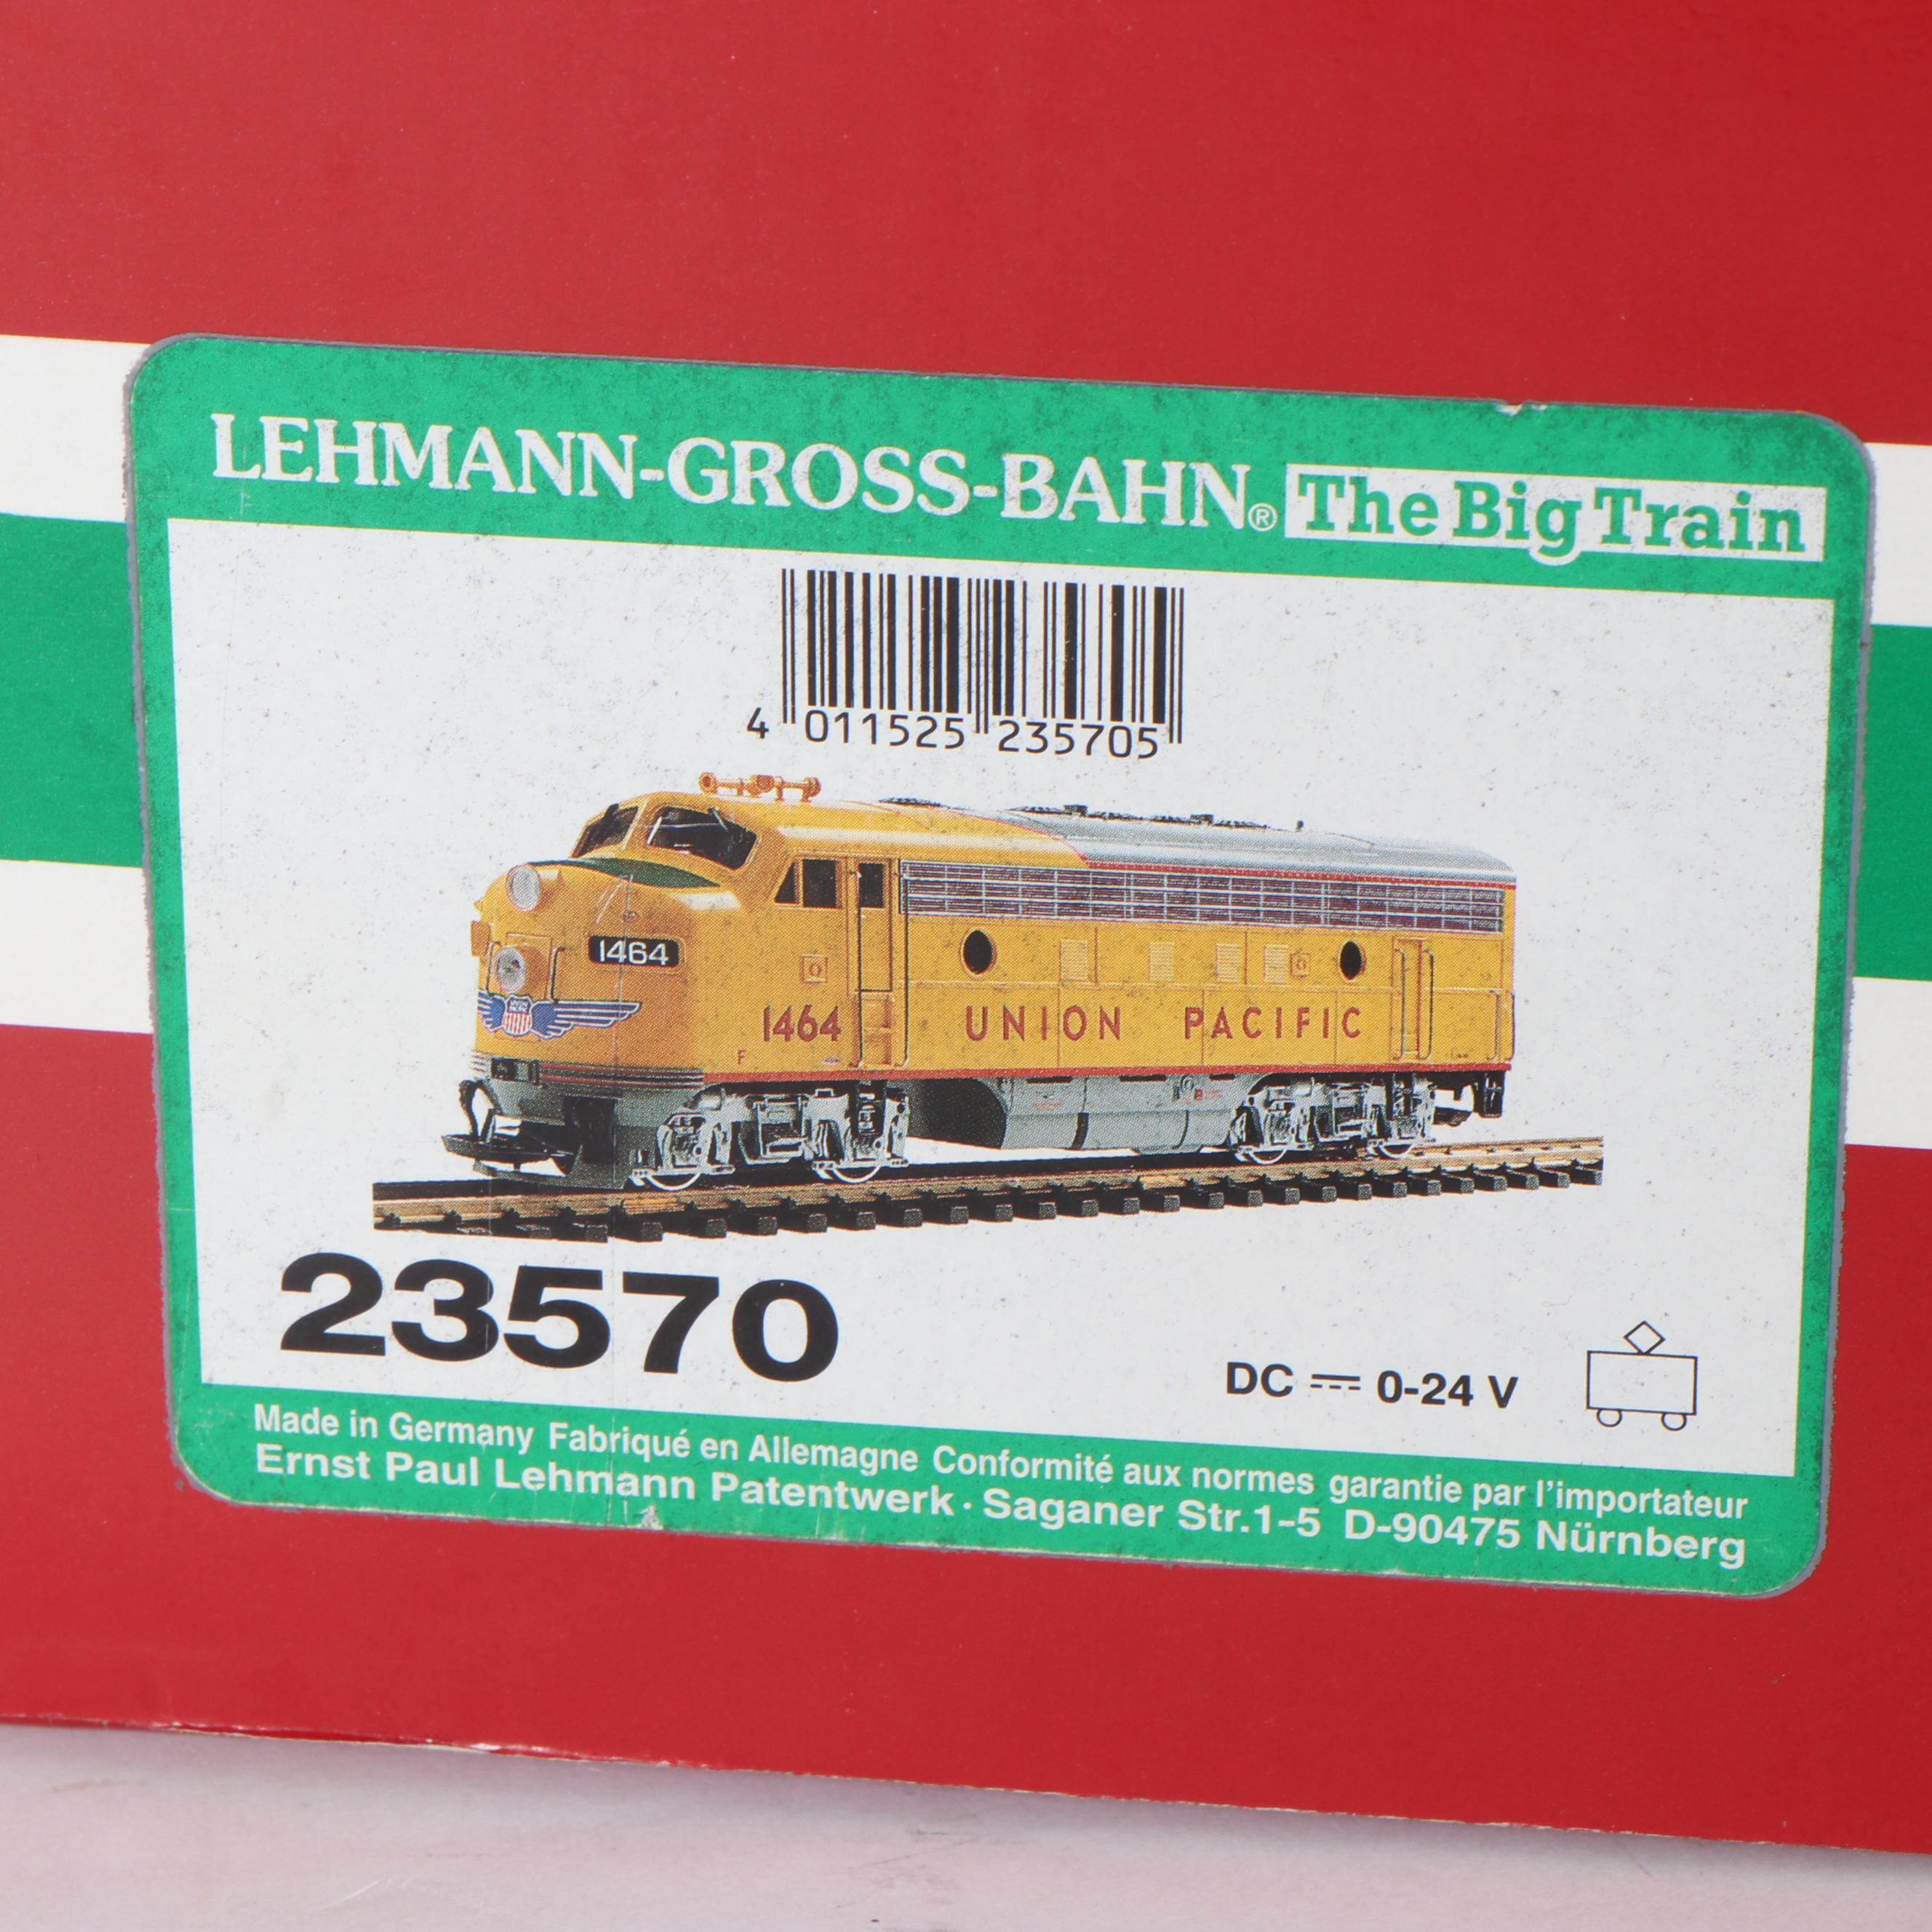 LEHMANN-GROSS-BAHN® The Big Train
4 011525 235705
1464
1464
UNION PACIFIC
F
23570
DC 0-24 V
Made in Germany Fabriqué en Allemagne Conformité aux normes garantie par l'importateur
Ernst Paul Lehmann Patentwerk · Saganer Str.1-5 D-90475 Nürnberg